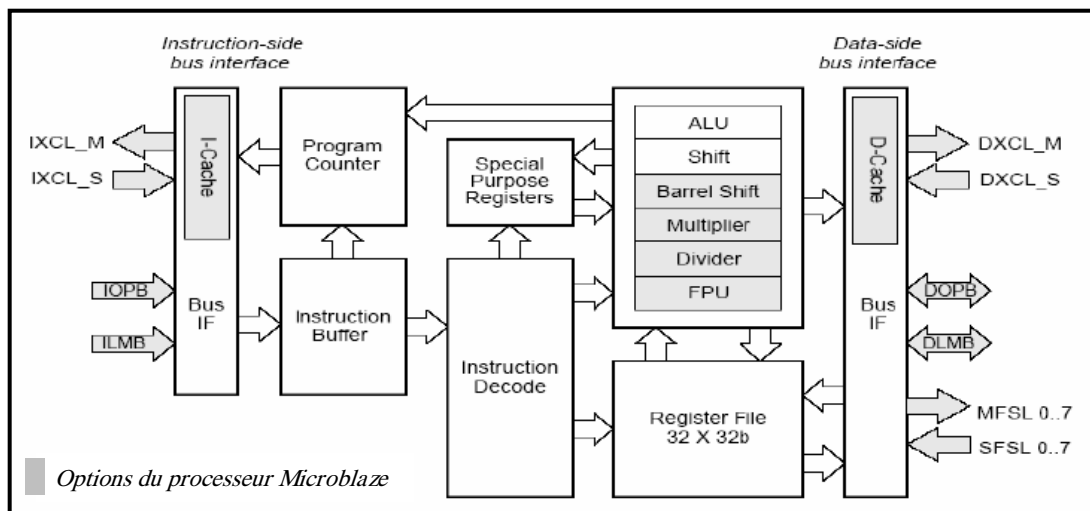 Instruction-side
bus interface
Data-side
bus interface
IXCL_M
IXCL_S
I-Cache
IOPB
ILMB
Bus
IF
Program
Counter
Instruction
Buffer
Special
Purpose
Registers
Instruction
Decode
ALU
Shift
Barrel Shift
Multiplier
Divider
FPU
Register File
32 X 32b
D-Cache
Bus
IF
DXCL_M
DXCL_S
DOPB
DLMB
MFSL 0..7
SFSL 0..7
Options du processeur Microblaze